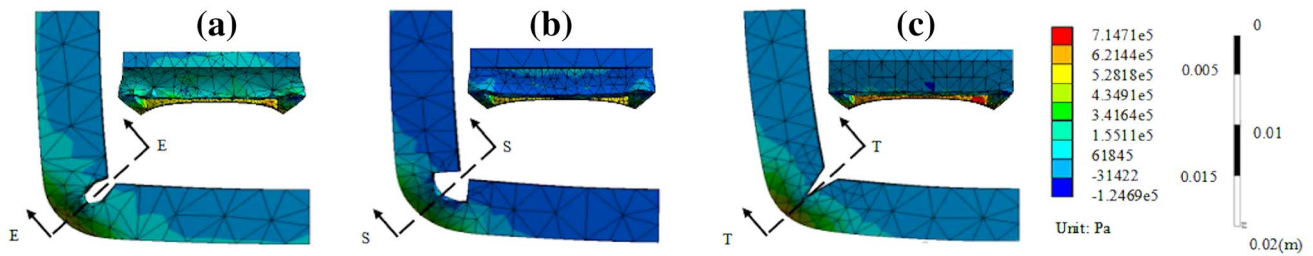 (a)
E
E
(b)
S
S
(c)
T
T
7.1471e5
6.2144e5
5.2818e5
4.3491e5
3.4164e5
1.5511e5
61845
-31422
-1.2469e5
Unit: Pa
0
0.005
0.01
0.015
0.02(m)